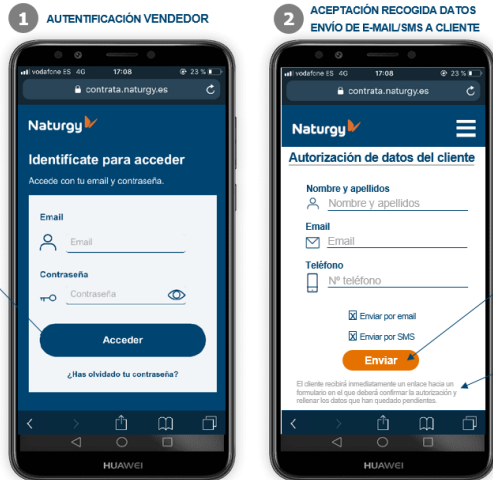 1 AUTENTIFICACIÓN VENDEDOR
vodafone ES 4G 17:08 23 %
contrata.naturgy.es
Naturgy
Identifícate para acceder
Accede con tu email y contraseña.
Email
Email
Contraseña
Contraseña
Acceder
¿Has olvidado tu contraseña?
HUAWEI
2 ACEPTACIÓN RECOGIDA DATOS
ENVÍO DE E-MAIL/SMS A CLIENTE
vodafone ES 4G 17:08 23 %
contrata.naturgy.es
Naturgy
Autorización de datos del cliente
Nombre y apellidos
Nombre y apellidos
Email
Email
Teléfono
Nº teléfono
X Enviar por email
X Enviar por SMS
Enviar
El cliente recibirá inmediatamente un enlace hacia un
formulario en el que deberá confirmar la autorización y
rellenar los datos que han quedado pendientes.
HUAWEI